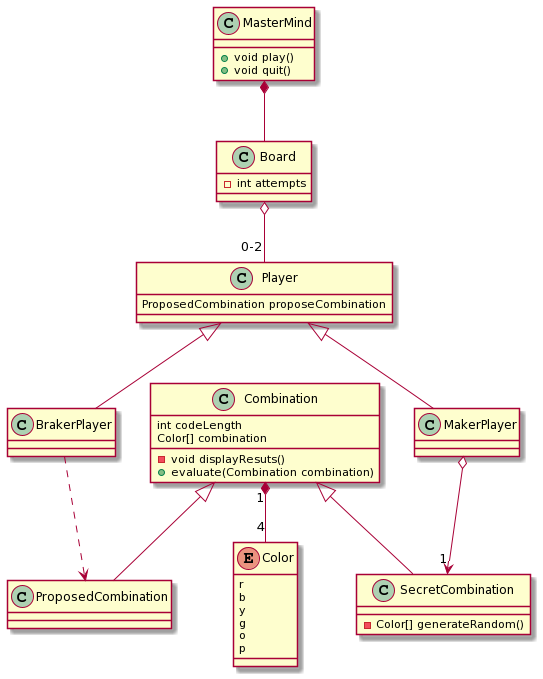 C MasterMind
void play()
void quit()
C Board
int attempts
0-2
C Player
ProposedCombination proposeCombination
C BrakerPlayer
C Combination
int codeLength
Color[] combination
void displayResuts()
evaluate(Combination combination)
C MakerPlayer
1
4
1
C ProposedCombination
E Color
r
b
y
g
o
p
C SecretCombination
Color[] generateRandom()